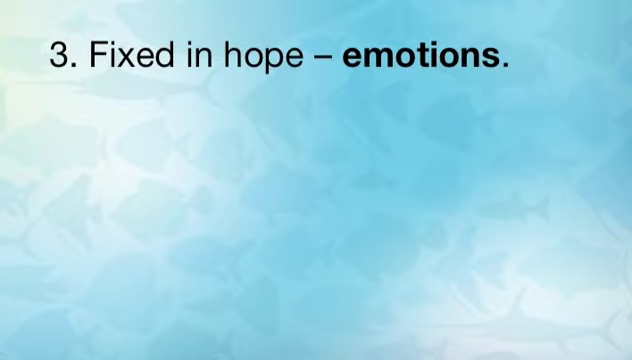 3. Fixed in hope – emotions.